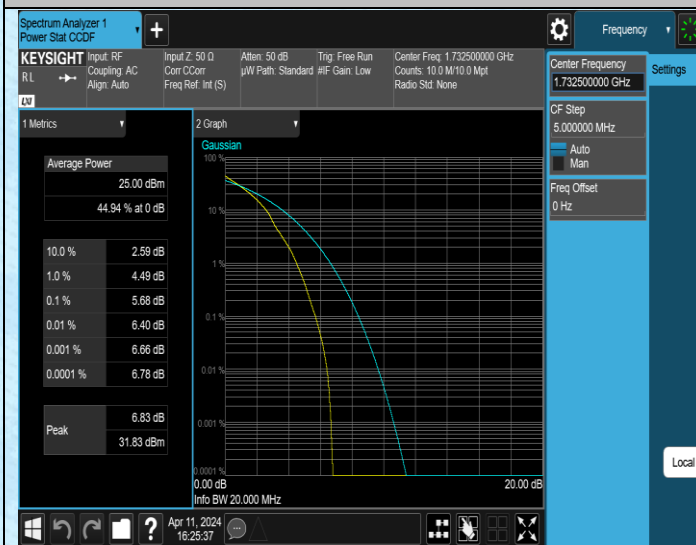 Spectrum Analyzer 1
Power Stat CCDF
+
Frequency
KEYSIGHT
RL
LXI
Input: RF
Coupling: AC
Align: Auto
Input Z: 50 Ω
Corr CCorr
Freq Ref: Int (S)
Atten: 50 dB
µW Path: Standard
Trig: Free Run
#IF Gain: Low
Center Freq: 1.732500000 GHz
Counts: 10.0 M/10.0 Mpt
Radio Std: None
Center Frequency
1.732500000 GHz
Settings
CF Step
5.000000 MHz
Auto
Man
Freq Offset
0 Hz
1 Metrics
Average Power
25.00 dBm
44.94 % at 0 dB
10.0 % 2.59 dB
1.0 % 4.49 dB
0.1 % 5.68 dB
0.01 % 6.40 dB
0.001 % 6.66 dB
0.0001 % 6.78 dB
Peak
6.83 dB
31.83 dBm
2 Graph
Gaussian
100 %
10 %
1 %
0.1 %
0.01 %
0.001 %
0.0001 %
0.00 dB 20.00 dB
Info BW 20.000 MHz
Local
?
Apr 11, 2024
16:25:37